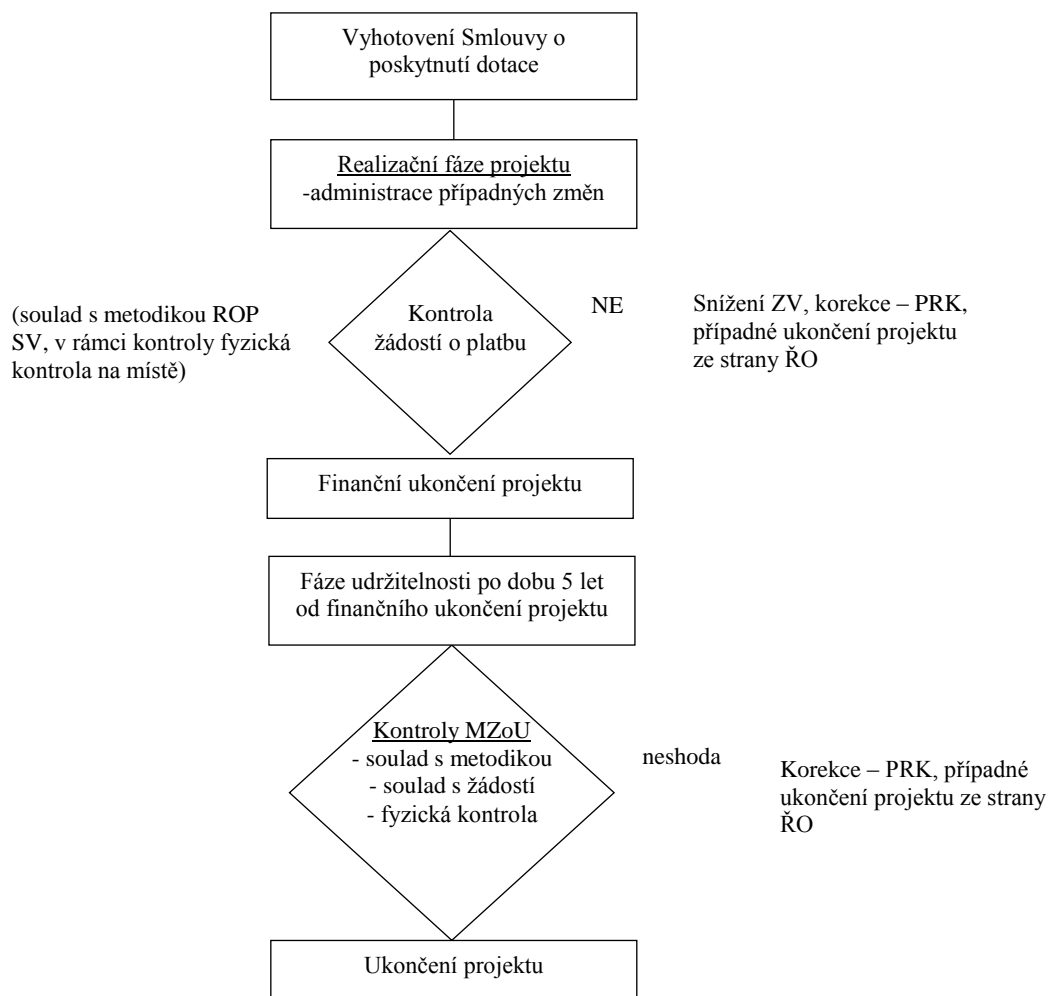 Vyhotovení Smlouvy o
poskytnutí dotace
Realizační fáze projektu
-administrace případných změn
(soulad s metodikou ROP
SV, v rámci kontroly fyzická
kontrola na místě)
Kontrola
žádostí o platbu
NE
Snížení ZV, korekce – PRK,
případné ukončení projektu
ze strany ŘO
Finanční ukončení projektu
Fáze udržitelnosti po dobu 5 let
od finančního ukončení projektu
Kontroly MZoU
- soulad s metodikou
- soulad s žádostí
- fyzická kontrola
neshoda
Korekce – PRK, případné
ukončení projektu ze strany
ŘO
Ukončení projektu